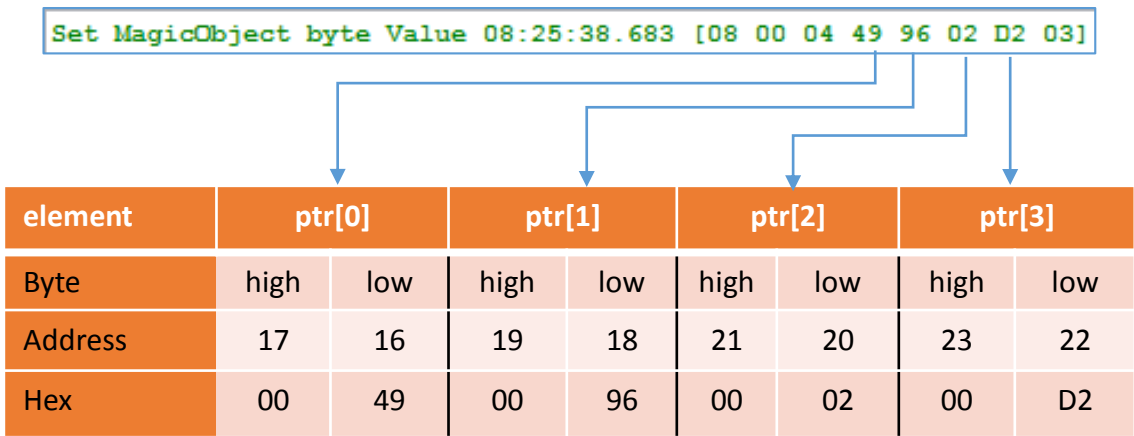 Set MagicObject byte Value 08:25:38.683 [08 00 04 49 96 02 D2 03]
element ptr[0] ptr[1] ptr[2] ptr[3]
Byte high low high low high low high low
Address 17 16 19 18 21 20 23 22
Hex 00 49 00 96 00 02 00 D2